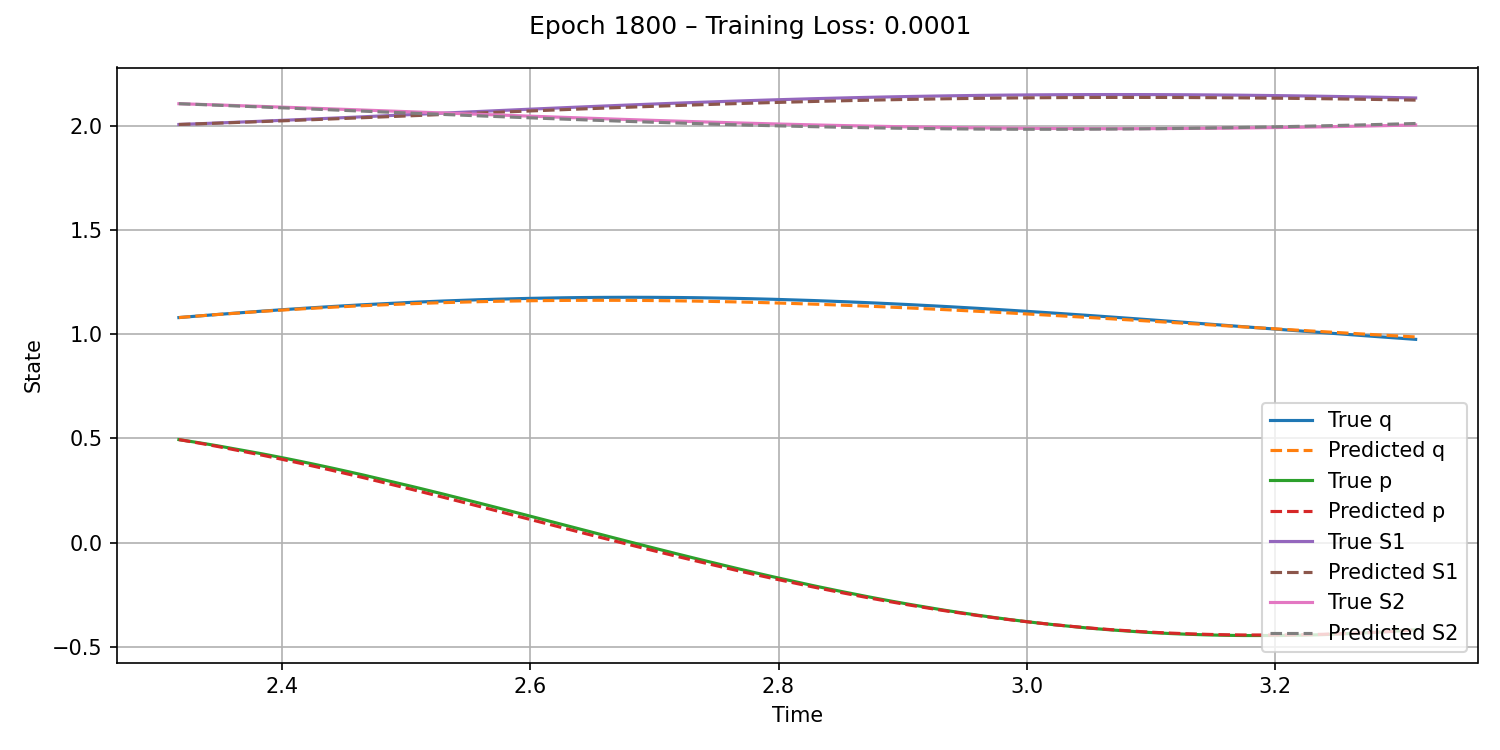 Epoch 1800 – Training Loss: 0.0001
State
2.0
1.5
1.0
0.5
0.0
−0.5
True q
Predicted q
True p
Predicted p
True S1
Predicted S1
True S2
Predicted S2
2.4 2.6 2.8 3.0 3.2
Time